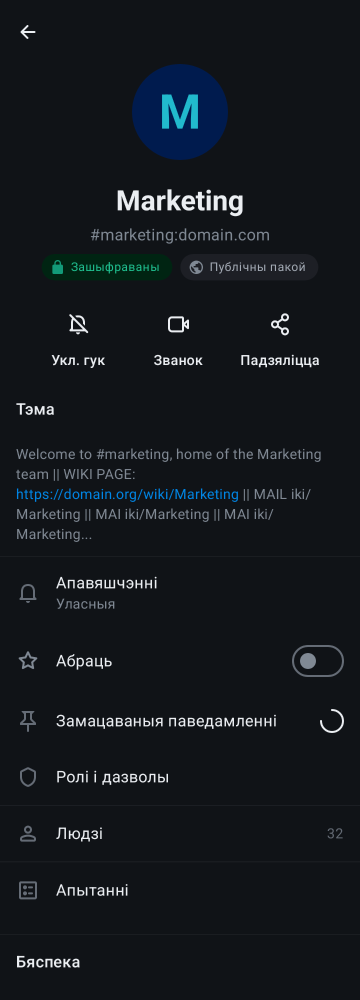 M
Marketing
#marketing:domain.com
Зашыфраваны
Публічны пакой
Укл. гук
Званок
Падзяліцца
Тэма
Welcome to #marketing, home of the Marketing
team || WIKI PAGE:
https://domain.org/wiki/Marketing || MAIL iki/
Marketing || MAI iki/Marketing || MAI iki/
Marketing...
Апавяшчэнні
Уласныя
Абраць
Замацаваныя паведамленні
Ролі і дазволы
Людзі 32
Апытанні
Бяспека